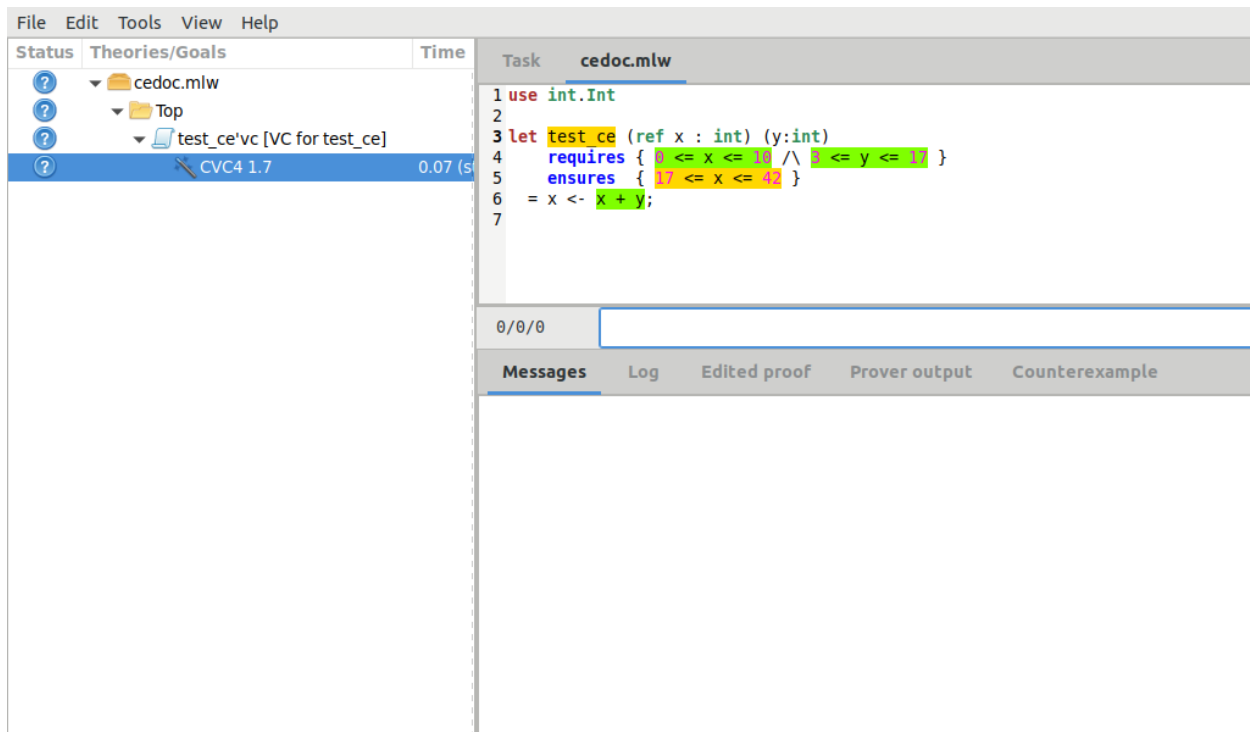 File Edit Tools View Help
Status Theories/Goals Time
cedoc.mlw
Top
test_ce'vc [VC for test_ce]
CVC4 1.7 0.07 (s
Task cedoc.mlw
1 use int.Int
2
3 let test_ce (ref x : int) (y:int)
4 requires { 0 <= x <= 10 /\ 3 <= y <= 17 }
5 ensures { 17 <= x <= 42 }
6 = x <- x + y;
7
0/0/0
Messages Log Edited proof Prover output Counterexample